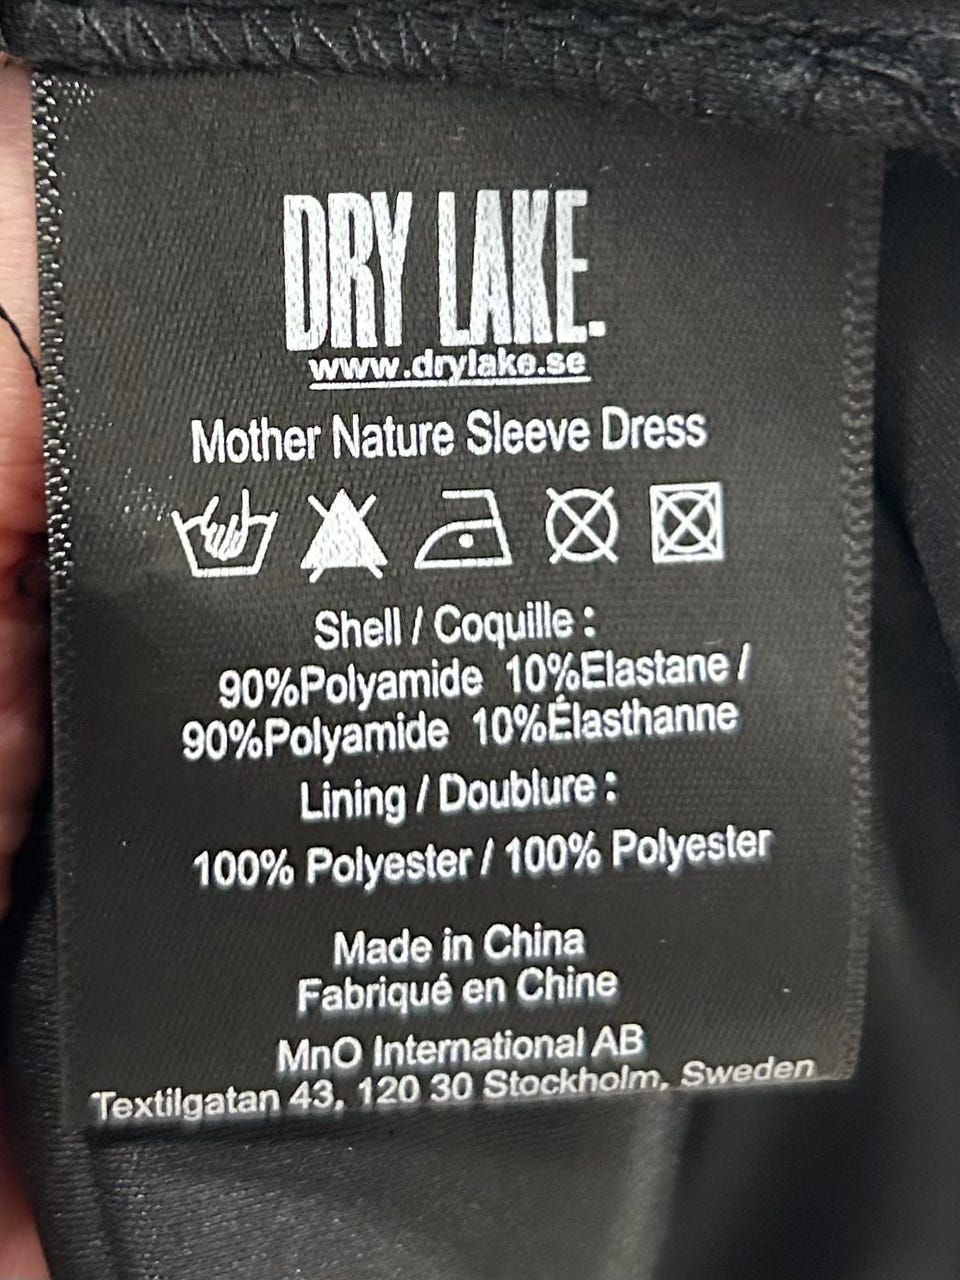 DRY LAKE.
www.drylake.se
Mother Nature Sleeve Dress
Shell / Coquille :
90%Polyamide 10%Elastane /
90%Polyamide 10%Élasthanne
Lining / Doublure :
100% Polyester / 100% Polyester
Made in China
Fabriqué en Chine
MnO International AB
Textilgatan 43, 120 30 Stockholm, Sweden